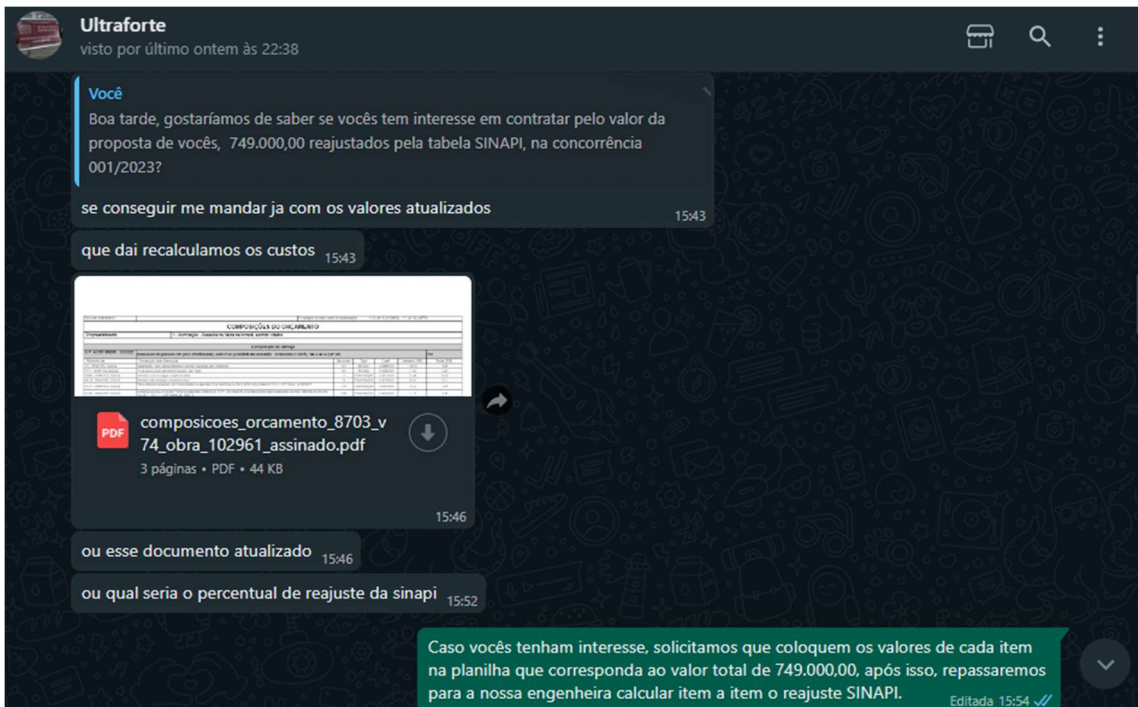 Ultraforte
visto por último ontem às 22:38
Você
Boa tarde, gostaríamos de saber se vocês tem interesse em contratar pelo valor da
proposta de vocês, 749.000,00 reajustados pela tabela SINAPI, na concorrência
001/2023?
se conseguir me mandar ja com os valores atualizados
15:43
que dai recalculamos os custos 15:43
COMPOSIÇÕES DO ORÇAMENTO
PDF
composicoes_orcamento_8703_v
74_obra_102961_assinado.pdf
3 páginas • PDF • 44 KB
15:46
ou esse documento atualizado 15:46
ou qual seria o percentual de reajuste da sinapi 15:52
Caso vocês tenham interesse, solicitamos que coloquem os valores de cada item
na planilha que corresponda ao valor total de 749.000,00, após isso, repassaremos
para a nossa engenheira calcular item a item o reajuste SINAPI.
Editada 15:54